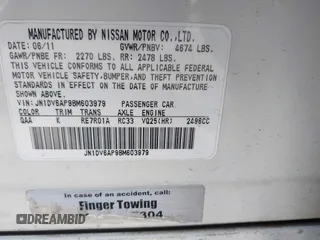 MANUFACTURED BY NISSAN MOTOR CO.,LTD.
DATE: 06/11 GVWR/PNBV: 4674 LBS.
GAWR/PNBE FR: 2270 LBS. RR: 2478 LBS.
THIS VEHICLE CONFORMS TO ALL APPLICABLE FEDERAL
MOTOR VEHICLE SAFETY,BUMPER,AND THEFT PREVENTION
STANDARDS IN EFFECT ON THE DATE OF MANUFACTURE
SHOWN ABOVE.
VIN: JN1DV6AP9BM603979 PASSENGER CAR
COLOR TRIM TRANS AXLE ENGINE
QAA K RE7R01A RC33 VQ25(HR) 2496CC
JN1DV6AP9BM603979
In case of an accident, call:
Finger Towing
304
© DREAMBID
dreambid.com